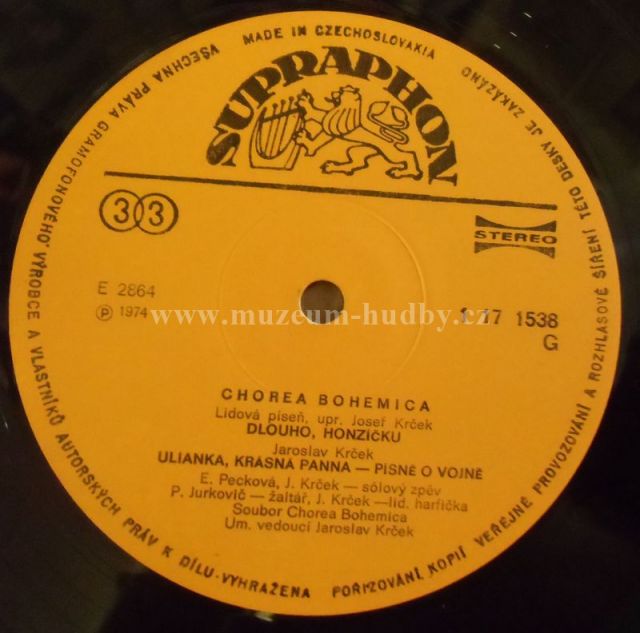 MADE IN CZECHOSLOVAKIA
VŠECHNA PRÁVA GRAMOFONOVÉHO VÝROBCE A VLASTNÍKŮ AUTORSKÝCH PRÁV K DÍLU - VYHRAŽENA
POŘIZOVÁNÍ KOPIÍ VEŘEJNÉ PROVOZOVÁNÍ A ROZHLASOVÉ ŠÍŘENÍ TÉTO DESKY JE ZAKÁZÁNO
SUPRAPHON
33
STEREO
E 2864
Ⓟ 1974
www.muzeum-hudby.cz
1538
G
CHOREA BOHEMICA
Lidová píseň, upr. Josef Krček
DLOUHO, HONZÍČKU
Jaroslav Krček
ULIANKA, KRÁSNÁ PANNA — PÍSNĚ O VOJNĚ
E. Pecková, J. Krček — sólový zpěv
P. Jurkovič — žaltář, J. Krček — lid. harfička
Soubor Chorea Bohemica
Um. vedoucí Jaroslav Krček